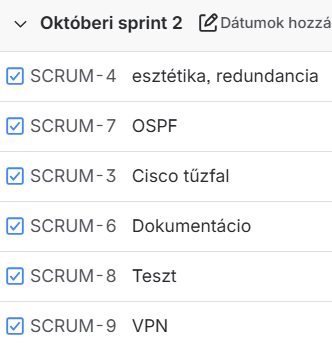 Októberi sprint 2 Dátumok hozzá
SCRUM-4 esztétika, redundancia
SCRUM-7 OSPF
SCRUM-3 Cisco tűzfal
SCRUM-6 Dokumentácio
SCRUM-8 Teszt
SCRUM-9 VPN